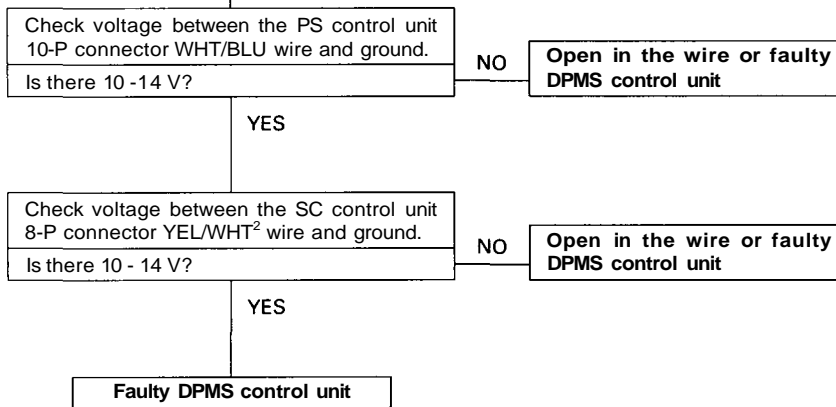 Check voltage between the PS control unit
10-P connector WHT/BLU wire and ground.
Is there 10 -14 V?
NO
Open in the wire or faulty
DPMS control unit
YES
Check voltage between the SC control unit
8-P connector YEL/WHT² wire and ground.
Is there 10 - 14 V?
NO
Open in the wire or faulty
DPMS control unit
YES
Faulty DPMS control unit